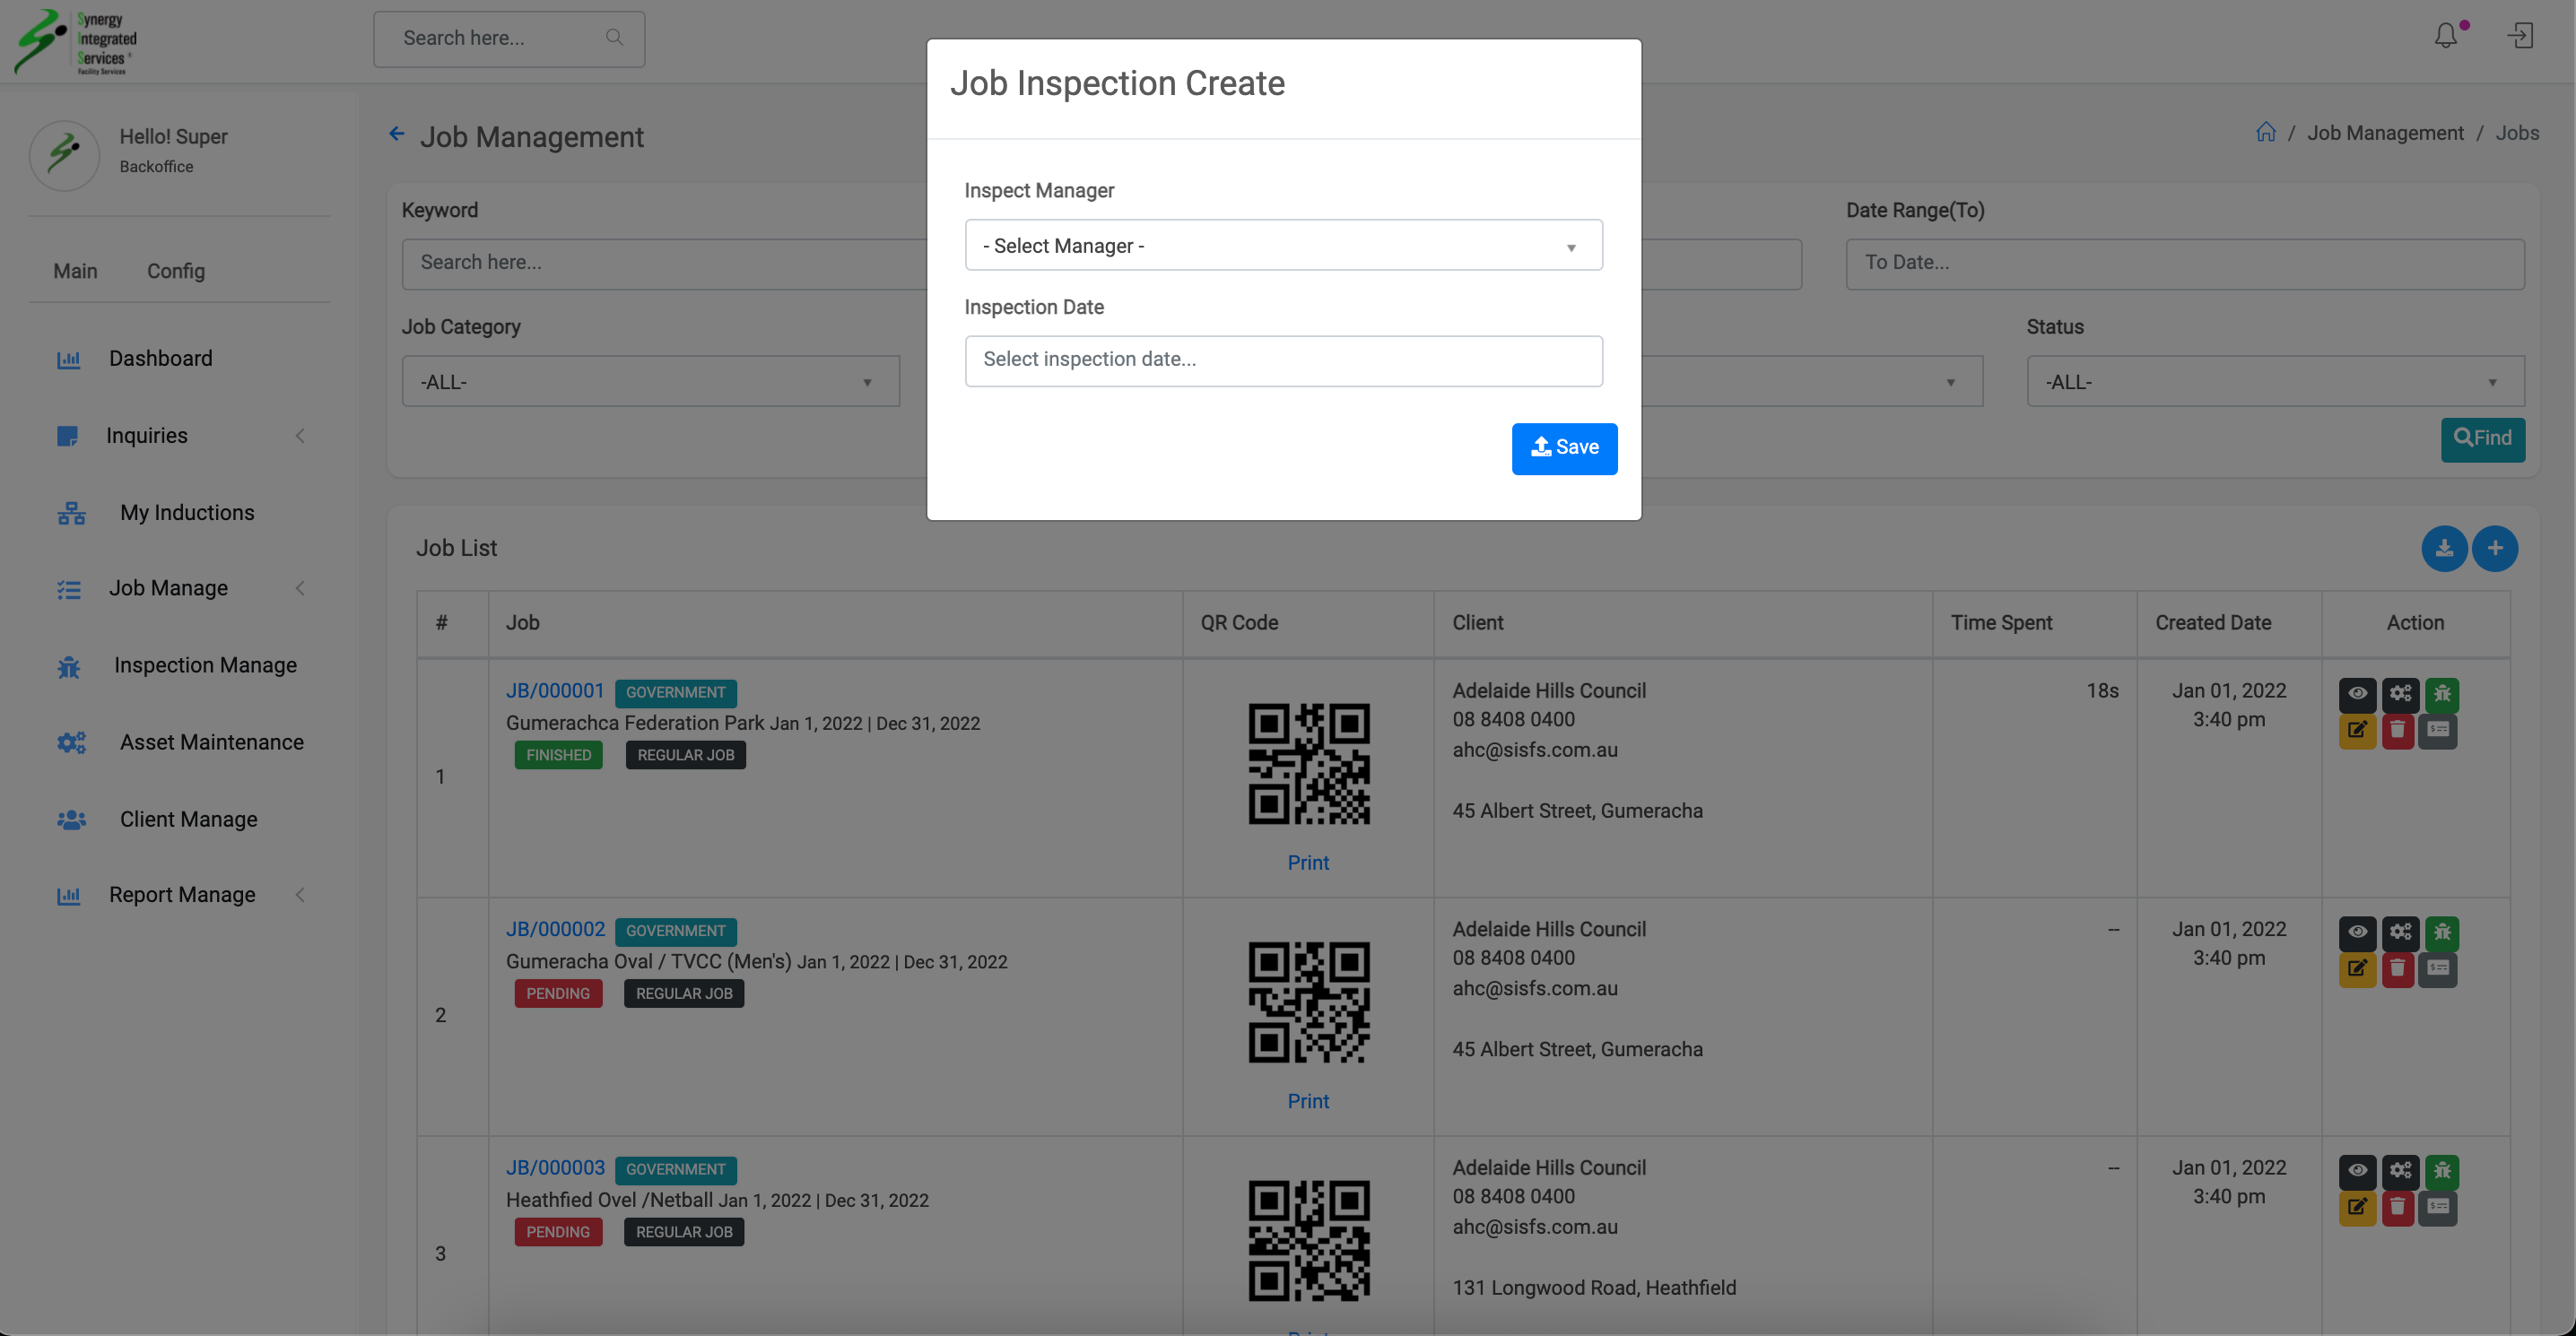 Synergy
Integrated
Services
Facility Services
Search here...
Hello! Super
Backoffice
Main Config
Dashboard
Inquiries
My Inductions
Job Manage
Inspection Manage
Asset Maintenance
Client Manage
Report Manage
Job Management
/ Job Management / Jobs
Keyword
Search here...
Date Range(To)
To Date...
Job Category
-ALL-
Status
-ALL-
Find
Job Inspection Create
Inspect Manager
- Select Manager -
Inspection Date
Select inspection date...
Save
Job List
# Job QR Code Client Time Spent Created Date Action
1
JB/000001 GOVERNMENT
Gumerachca Federation Park Jan 1, 2022 | Dec 31, 2022
FINISHED REGULAR JOB
Print
Adelaide Hills Council
08 8408 0400
ahc@sisfs.com.au
45 Albert Street, Gumeracha
18s
Jan 01, 2022
3:40 pm
2
JB/000002 GOVERNMENT
Gumeracha Oval / TVCC (Men's) Jan 1, 2022 | Dec 31, 2022
PENDING REGULAR JOB
Print
Adelaide Hills Council
08 8408 0400
ahc@sisfs.com.au
45 Albert Street, Gumeracha
--
Jan 01, 2022
3:40 pm
3
JB/000003 GOVERNMENT
Heathfied Ovel /Netball Jan 1, 2022 | Dec 31, 2022
PENDING REGULAR JOB
Adelaide Hills Council
08 8408 0400
ahc@sisfs.com.au
131 Longwood Road, Heathfield
--
Jan 01, 2022
3:40 pm